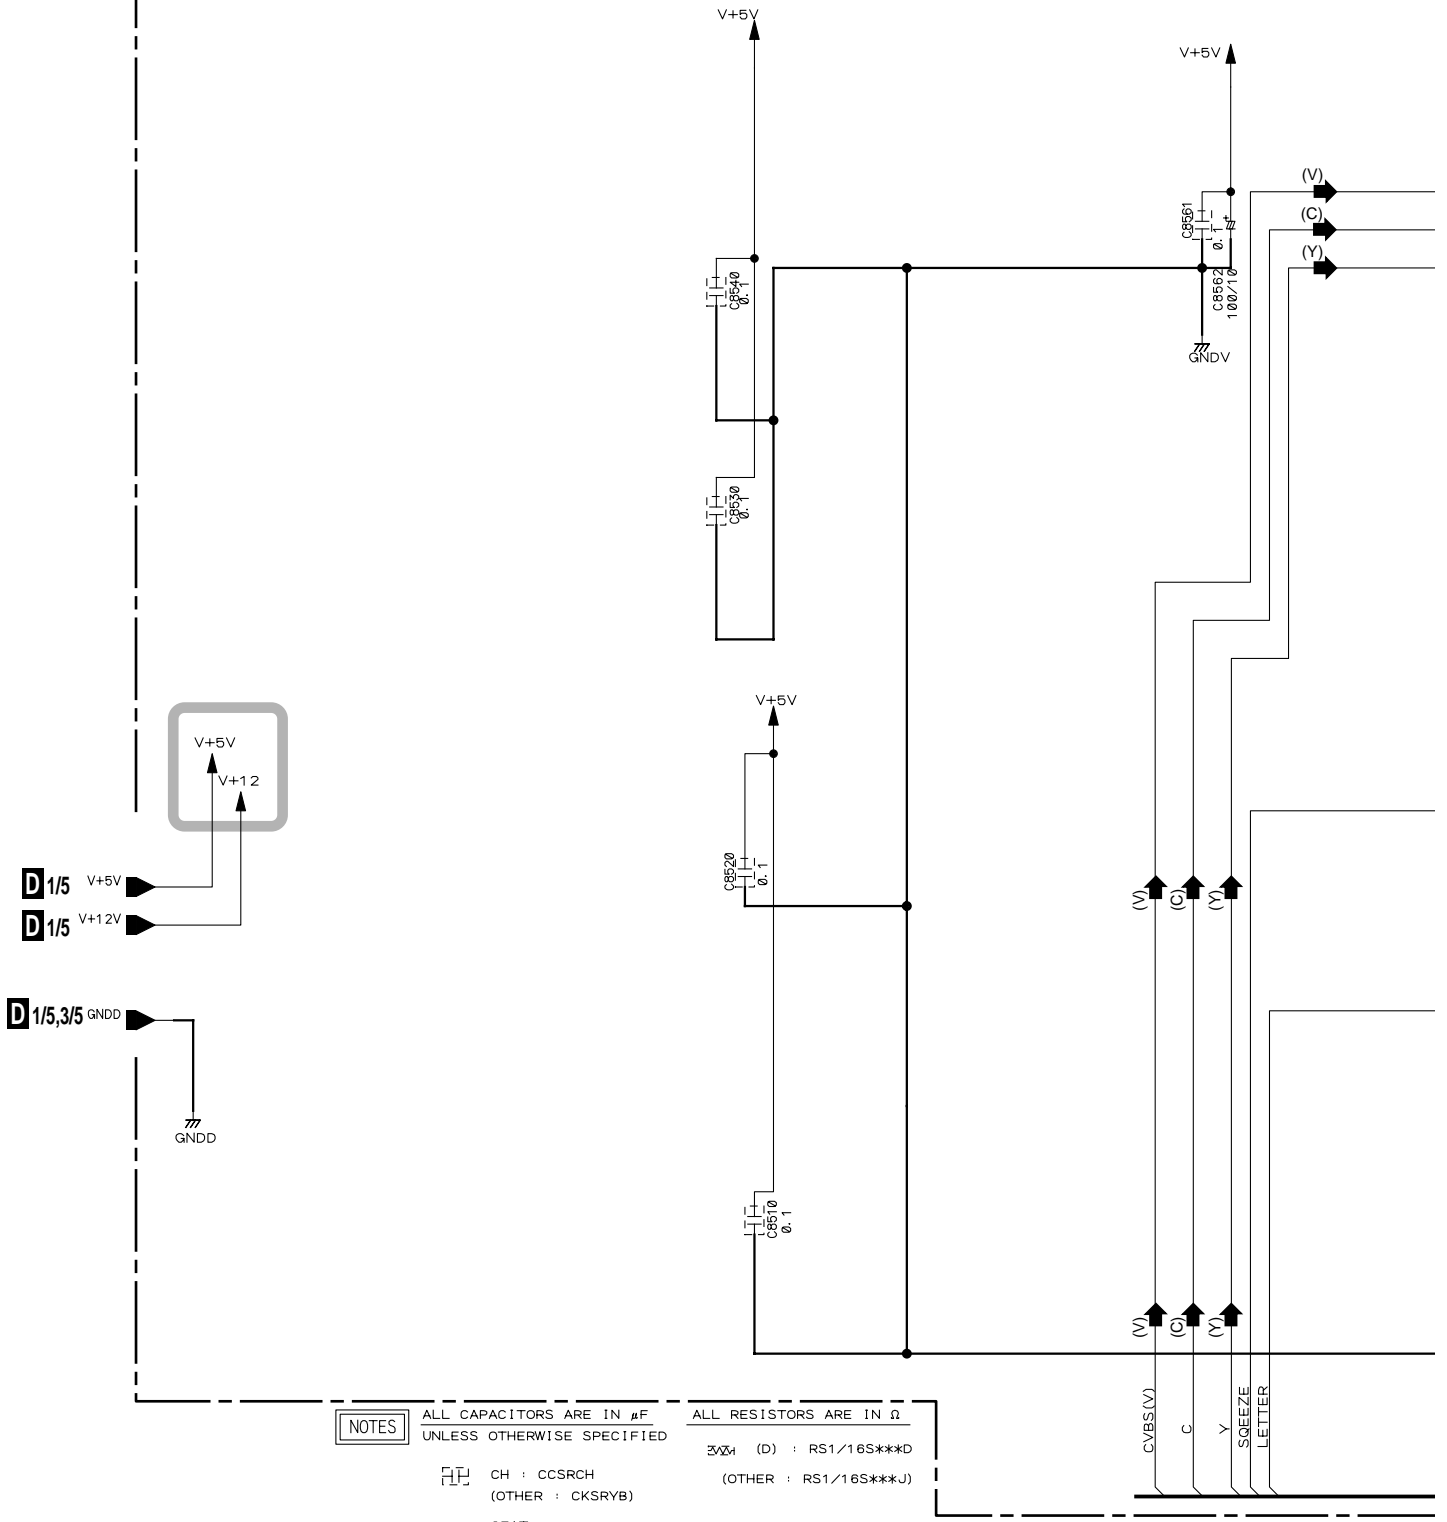 V+5V
V+5V
(V)
(C)
(Y)
C8561
0.1
+
C8562
100/10
GNDV
C8540
0.1
C8530
0.1
V+5V
V+12
V+5V
C8520
0.1
D 1/5 V+5V
D 1/5 V+12V
(V)
(C)
(Y)
D 1/5,3/5 GNDD
GNDD
C8510
0.1
(V)
(C)
(Y)
CVBS(V)
C
Y
SQEEZE
LETTER
NOTES
ALL CAPACITORS ARE IN μF
UNLESS OTHERWISE SPECIFIED
CH : CCSRCH
(OTHER : CKSRYB)
ALL RESISTORS ARE IN Ω
(D) : RS1/16S***D
(OTHER : RS1/16S***J)